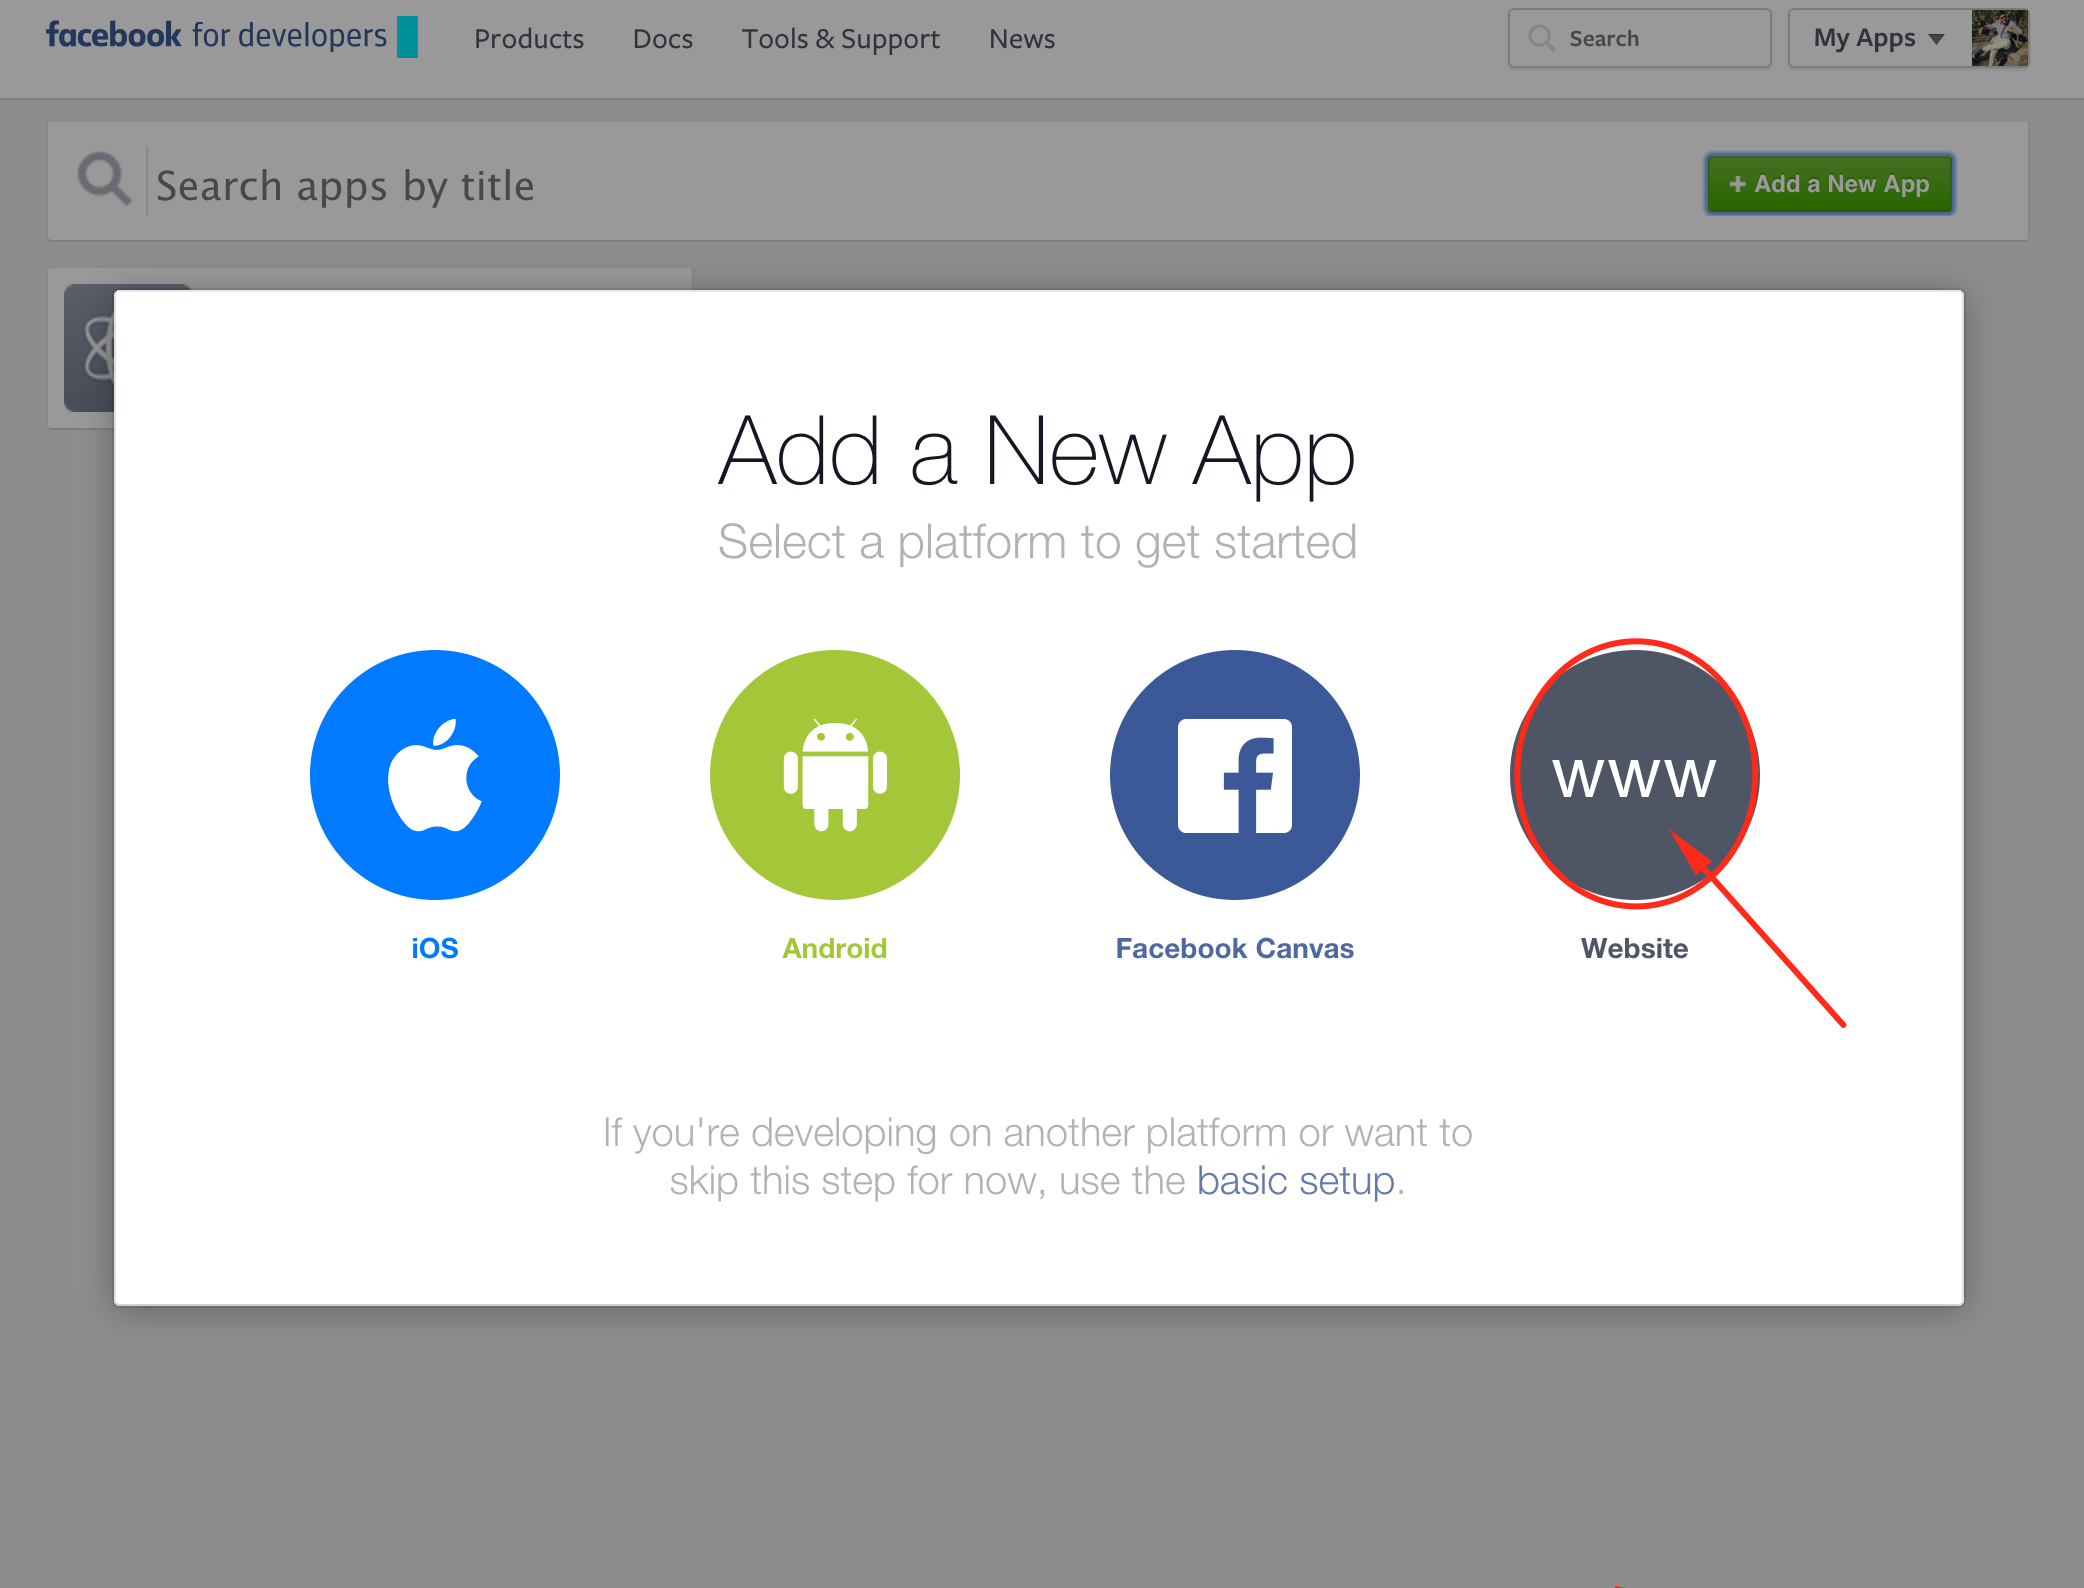 facebook for developers Products Docs Tools & Support News Search My Apps
Search apps by title + Add a New App
Add a New App
Select a platform to get started
www
iOS Android Facebook Canvas Website
If you're developing on another platform or want to
skip this step for now, use the basic setup.